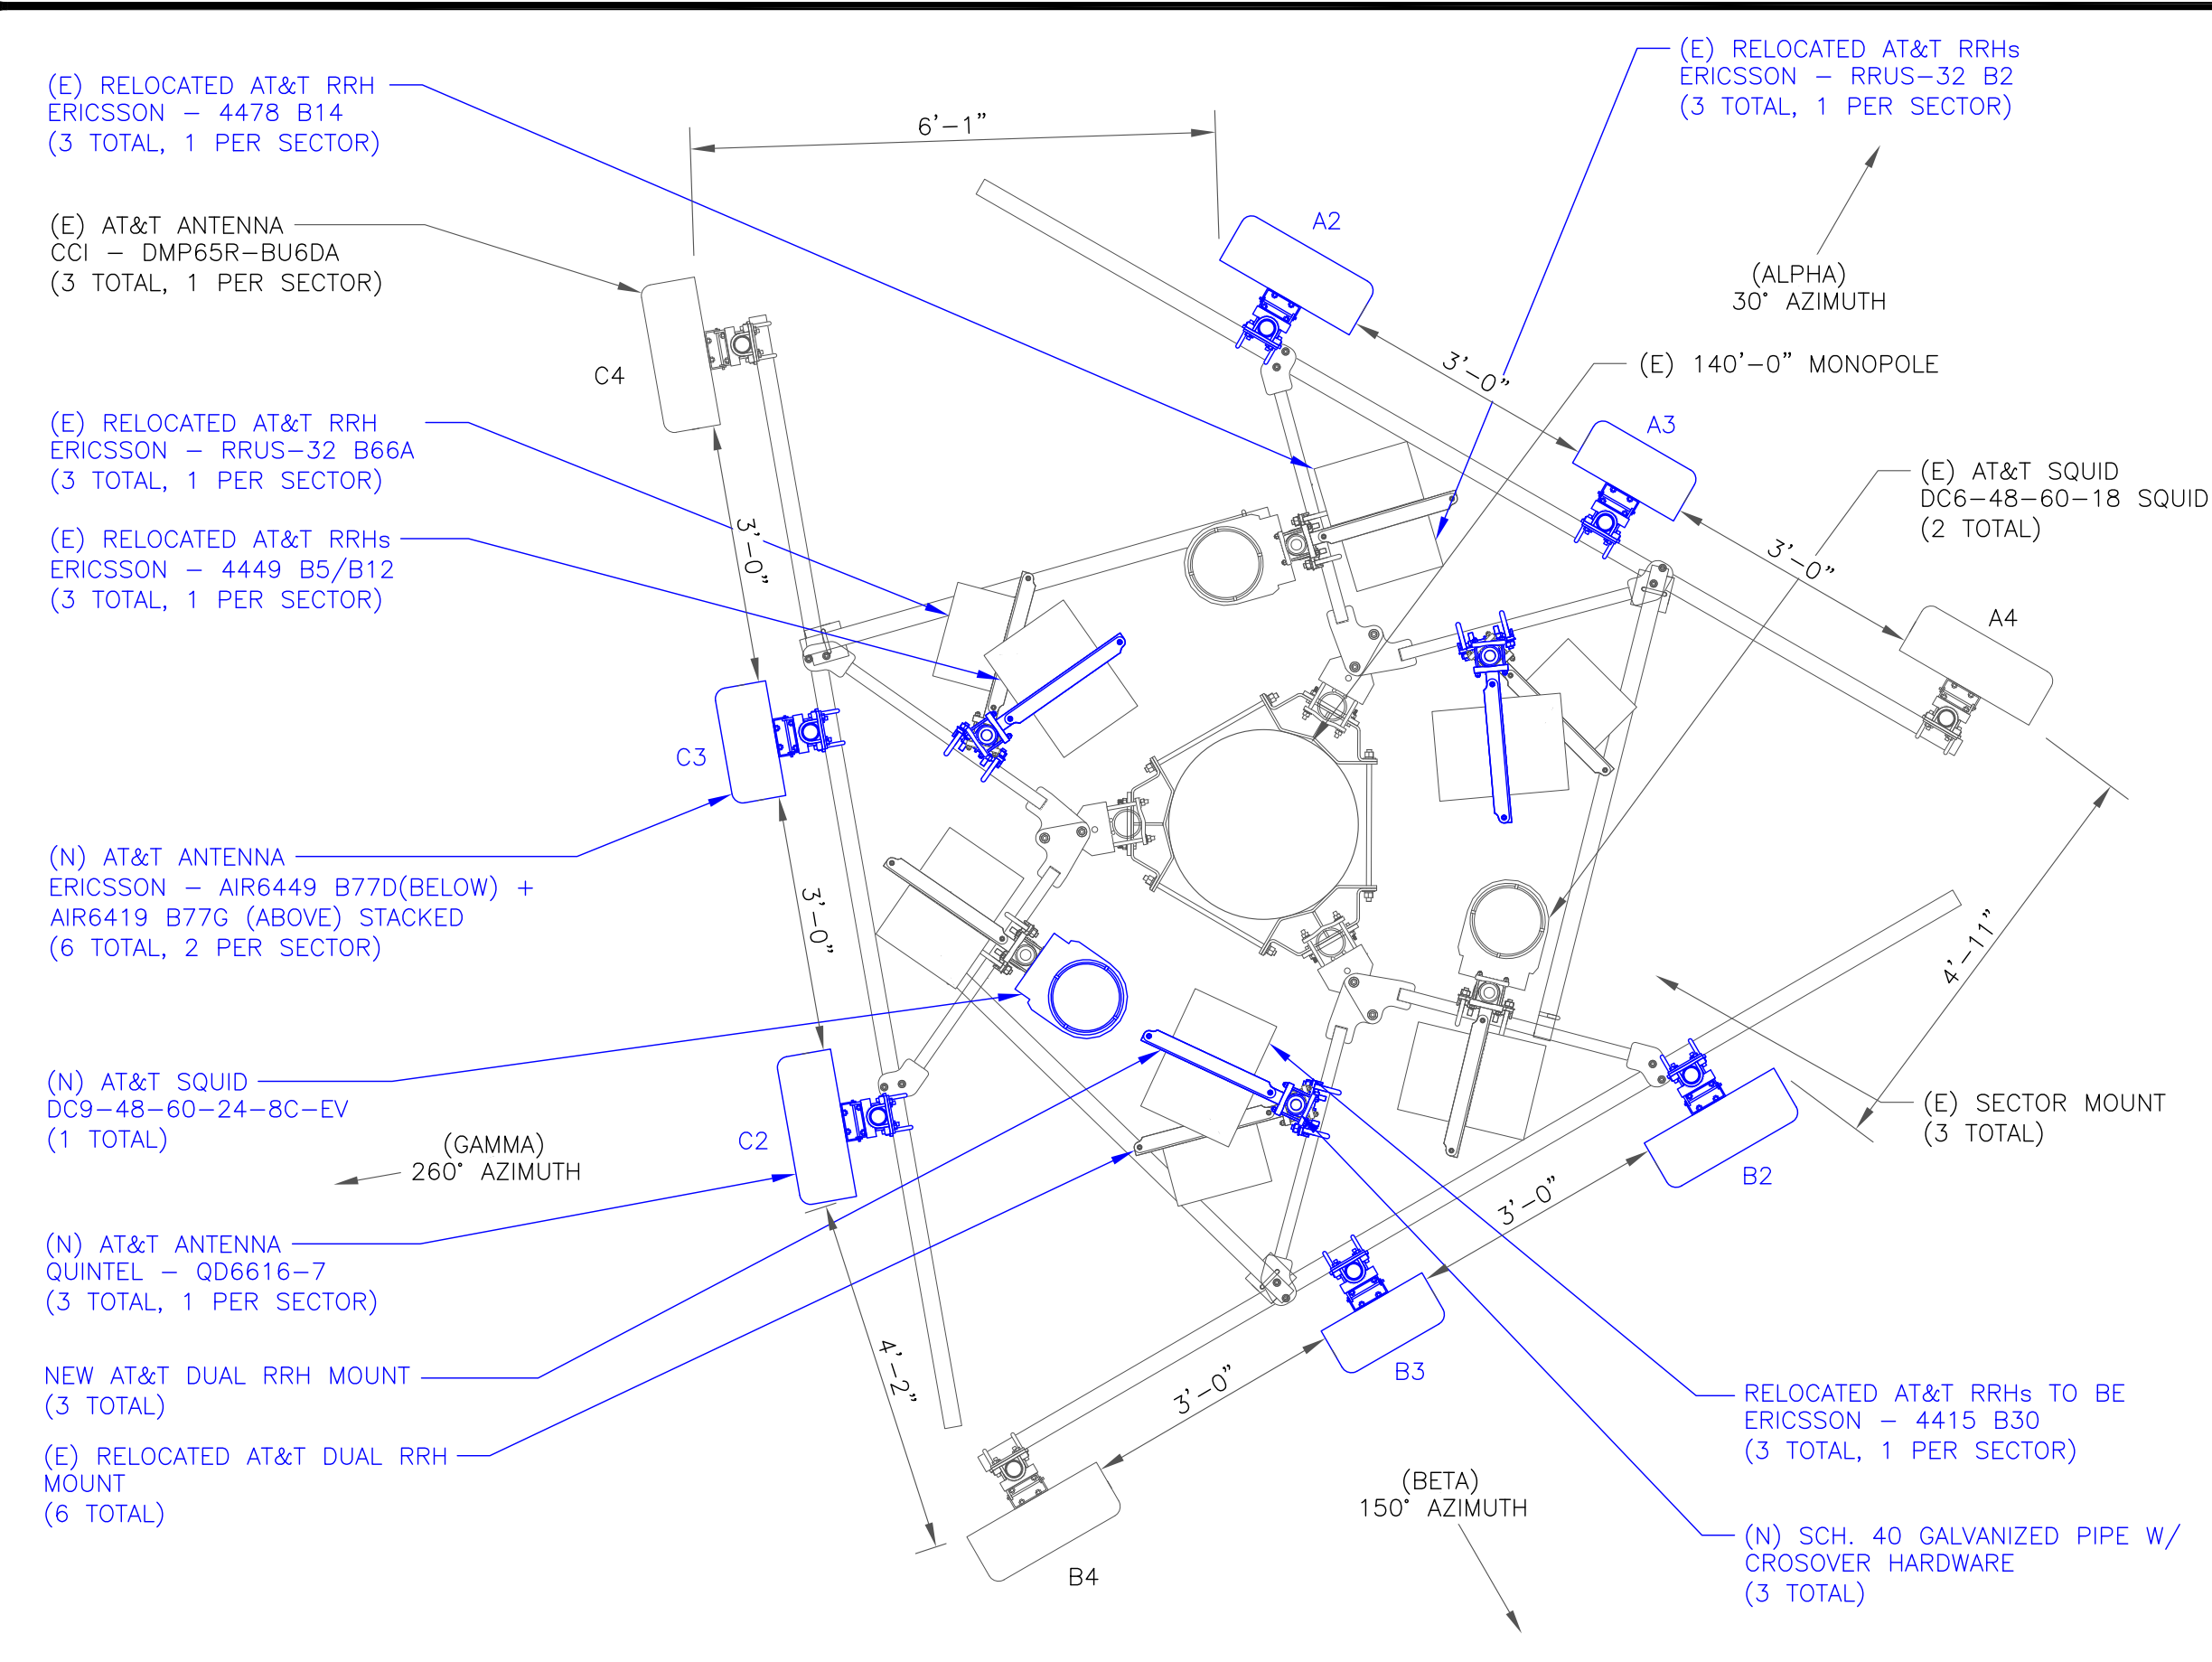 (E) RELOCATED AT&T RRH
ERICSSON – 4478 B14
(3 TOTAL, 1 PER SECTOR)
6'–1"
(E) RELOCATED AT&T RRHs
ERICSSON – RRUS–32 B2
(3 TOTAL, 1 PER SECTOR)
(E) AT&T ANTENNA
CCI – DMP65R–BU6DA
(3 TOTAL, 1 PER SECTOR)
A2
(ALPHA)
30° AZIMUTH
C4
3'–0"
(E) 140'–0" MONOPOLE
A3
(E) RELOCATED AT&T RRH
ERICSSON – RRUS–32 B66A
(3 TOTAL, 1 PER SECTOR)
(E) AT&T SQUID
DC6–48–60–18 SQUID
(2 TOTAL)
3'–0"
3'–0"
(E) RELOCATED AT&T RRHs
ERICSSON – 4449 B5/B12
(3 TOTAL, 1 PER SECTOR)
A4
C3
(N) AT&T ANTENNA
ERICSSON – AIR6449 B77D(BELOW) +
AIR6419 B77G (ABOVE) STACKED
(6 TOTAL, 2 PER SECTOR)
3'–0"
4'–11"
(N) AT&T SQUID
DC9–48–60–24–8C–EV
(1 TOTAL)
(E) SECTOR MOUNT
(3 TOTAL)
C2
(GAMMA)
260° AZIMUTH
B2
3'–0"
(N) AT&T ANTENNA
QUINTEL – QD6616–7
(3 TOTAL, 1 PER SECTOR)
4'–2"
3'–0"
B3
NEW AT&T DUAL RRH MOUNT
(3 TOTAL)
RELOCATED AT&T RRHs TO BE
ERICSSON – 4415 B30
(3 TOTAL, 1 PER SECTOR)
(E) RELOCATED AT&T DUAL RRH
MOUNT
(6 TOTAL)
(BETA)
150° AZIMUTH
B4
(N) SCH. 40 GALVANIZED PIPE W/
CROSOVER HARDWARE
(3 TOTAL)